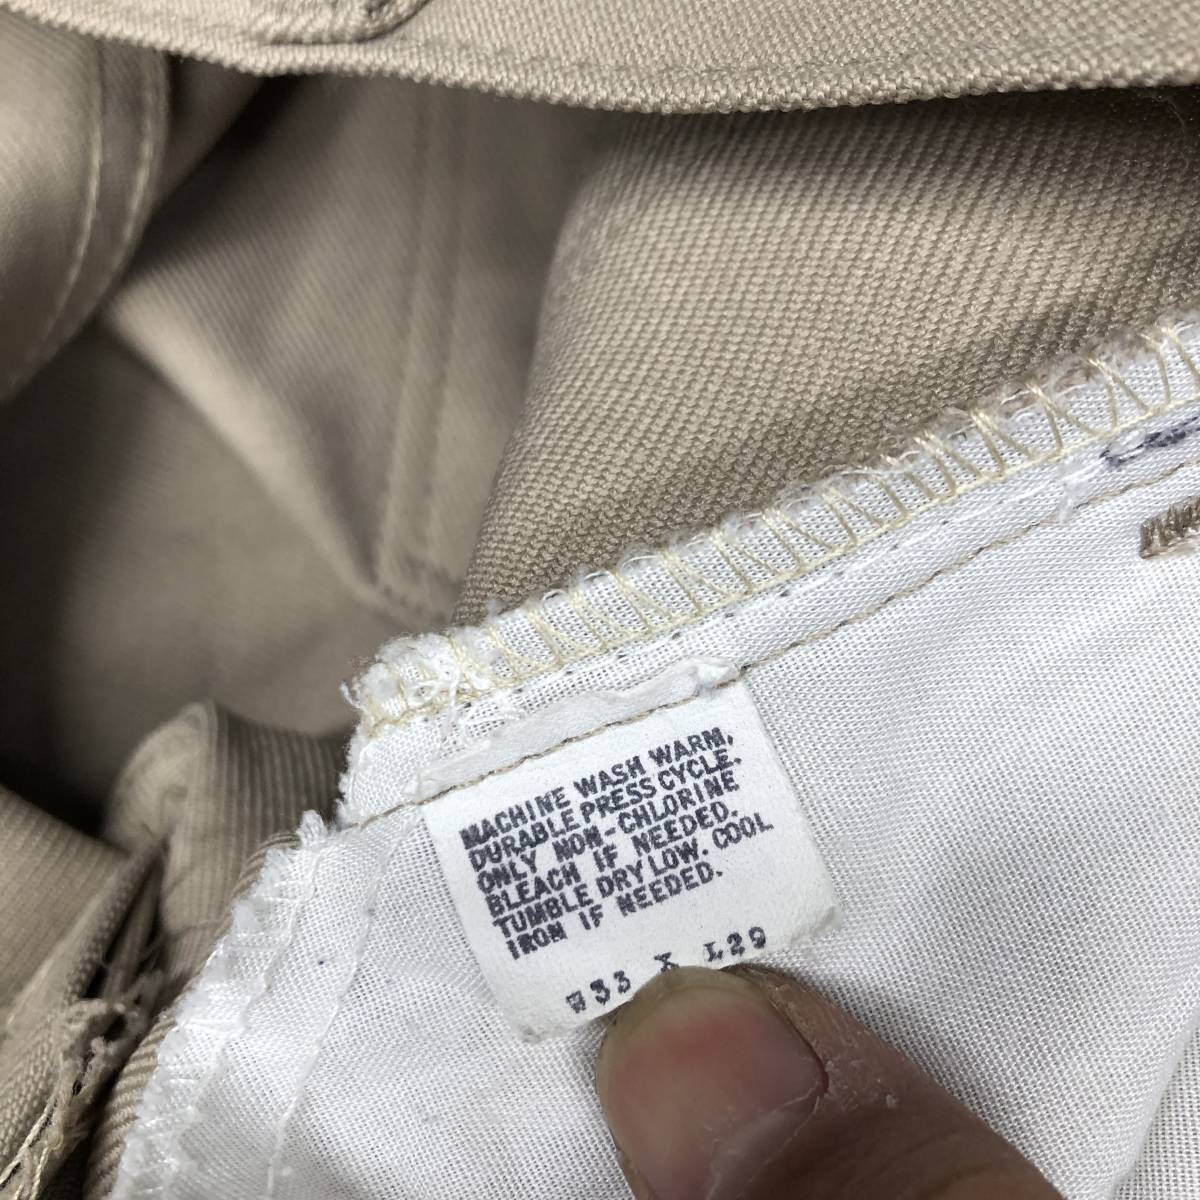 MACHINE WASH WARM,
DURABLE PRESS CYCLE.
ONLY NON-CHLORINE
BLEACH IF NEEDED.
TUMBLE DRY LOW. COOL
IRON IF NEEDED.
W33 X L29